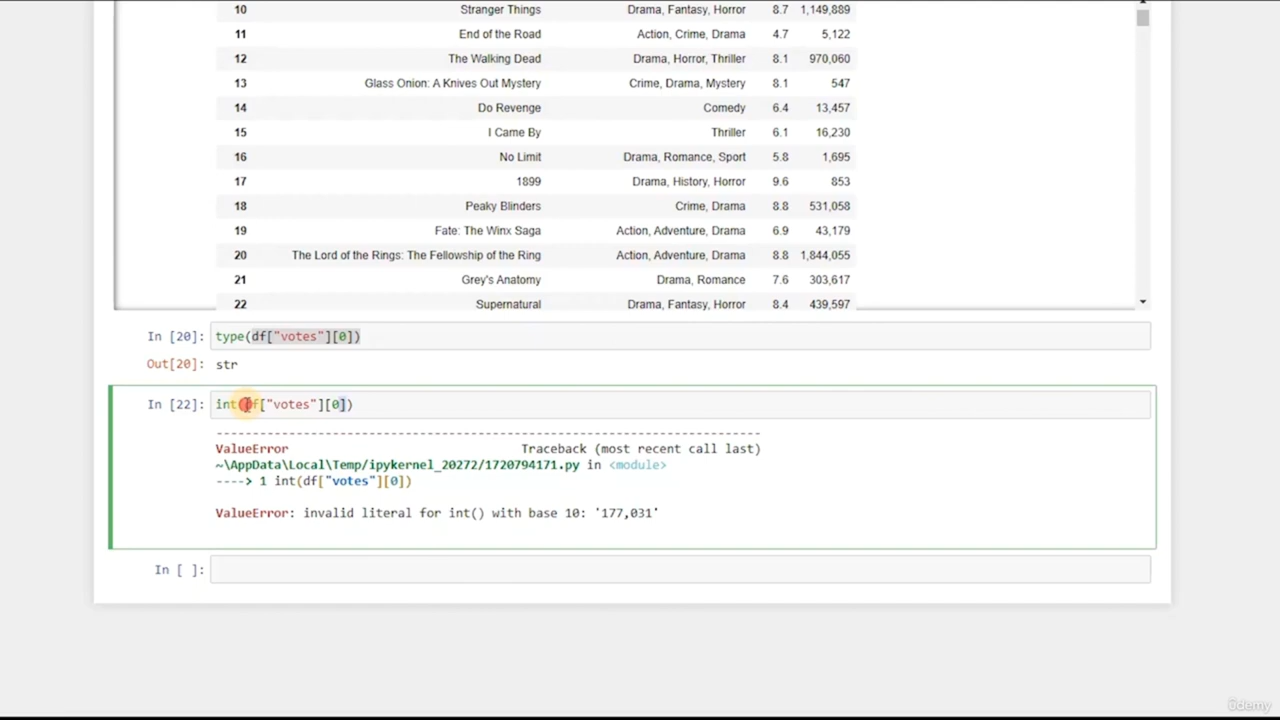 10 Stranger Things Drama, Fantasy, Horror 8.7 1,149,889
11 End of the Road Action, Crime, Drama 4.7 5,122
12 The Walking Dead Drama, Horror, Thriller 8.1 970,060
13 Glass Onion: A Knives Out Mystery Crime, Drama, Mystery 8.1 547
14 Do Revenge Comedy 6.4 13,457
15 I Came By Thriller 6.1 16,230
16 No Limit Drama, Romance, Sport 5.8 1,695
17 1899 Drama, History, Horror 9.6 853
18 Peaky Blinders Crime, Drama 8.8 531,058
19 Fate: The Winx Saga Action, Adventure, Drama 6.9 43,179
20 The Lord of the Rings: The Fellowship of the Ring Action, Adventure, Drama 8.8 1,844,055
21 Grey's Anatomy Drama, Romance 7.6 303,617
22 Supernatural Drama, Fantasy, Horror 8.4 439,597
In [20]: type(df["votes"][0])
Out[20]: str
In [22]: int(df["votes"][0])
---------------------------------------------------------------------------
ValueError Traceback (most recent call last)
~\AppData\Local\Temp/ipykernel_20272/1720794171.py in <module>
----> 1 int(df["votes"][0])
ValueError: invalid literal for int() with base 10: '177,031'
In [ ]:
ûdemy